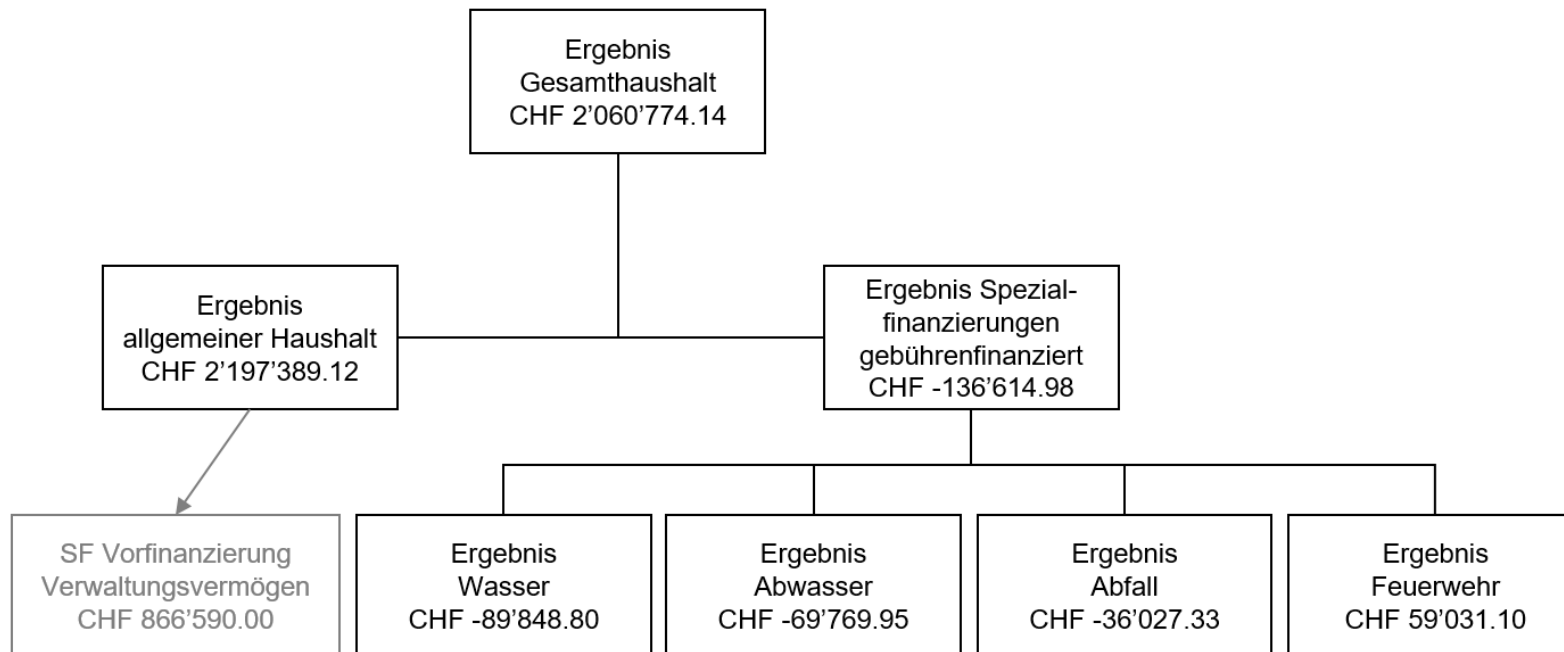 Ergebnis
Gesamthaushalt
CHF 2’060’774.14
Ergebnis
allgemeiner Haushalt
CHF 2’197’389.12
Ergebnis Spezial-
finanzierungen
gebührenfinanziert
CHF -136’614.98
SF Vorfinanzierung
Verwaltungsvermögen
CHF 866’590.00
Ergebnis
Wasser
CHF -89’848.80
Ergebnis
Abwasser
CHF -69’769.95
Ergebnis
Abfall
CHF -36’027.33
Ergebnis
Feuerwehr
CHF 59’031.10